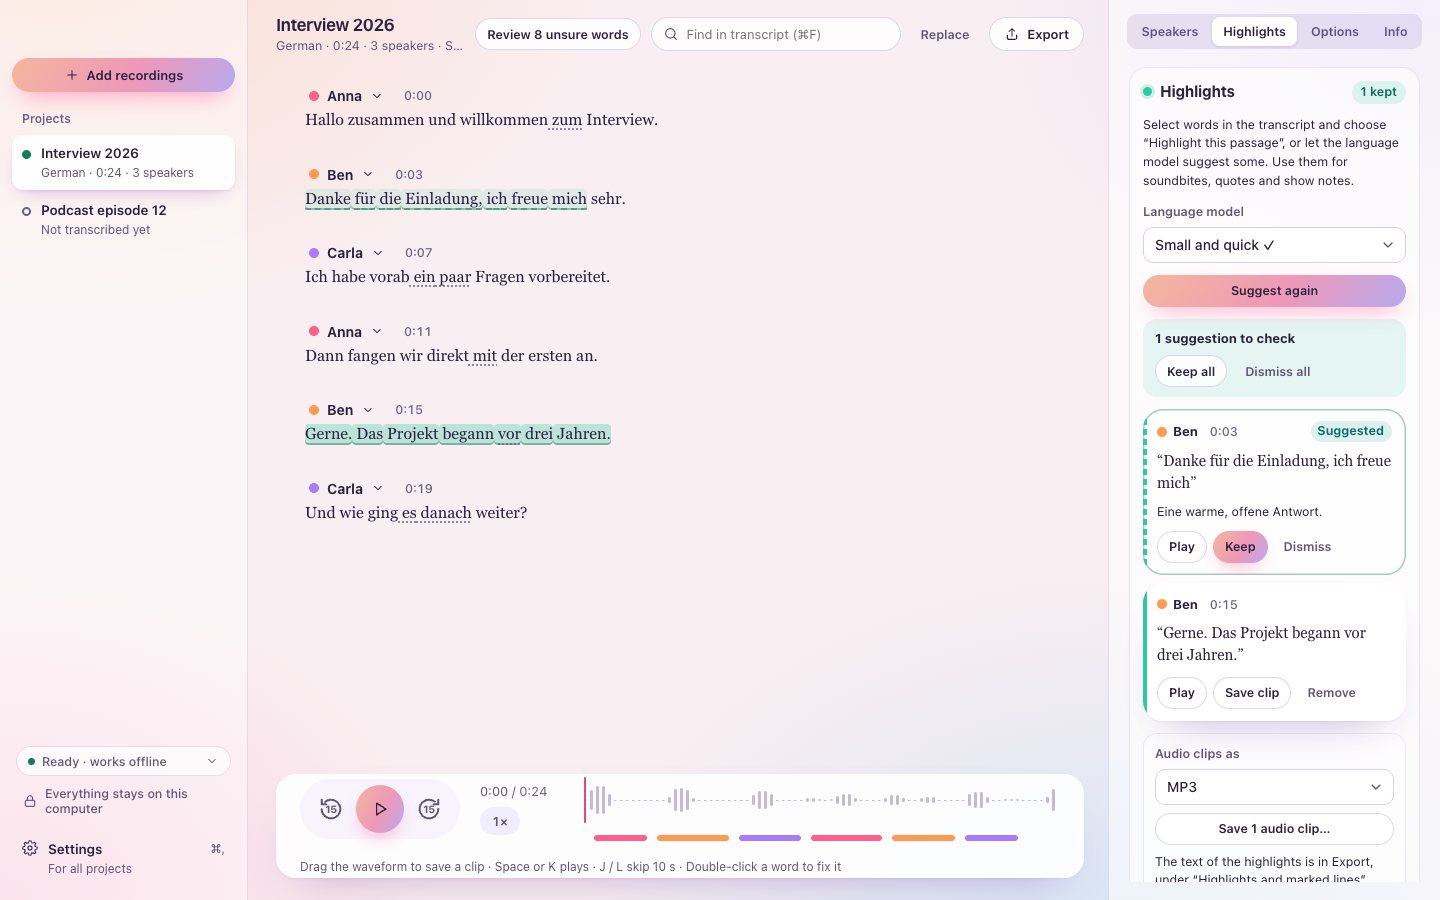 Add recordings
Projects
Interview 2026
German · 0:24 · 3 speakers
Podcast episode 12
Not transcribed yet
Ready · works offline
Everything stays on this
computer
Settings ⌘,
For all projects
Interview 2026
German · 0:24 · 3 speakers · S...
Review 8 unsure words
Find in transcript (⌘F)
Replace
Export
Anna 0:00
Hallo zusammen und willkommen zum Interview.
Ben 0:03
Danke für die Einladung, ich freue mich sehr.
Carla 0:07
Ich habe vorab ein paar Fragen vorbereitet.
Anna 0:11
Dann fangen wir direkt mit der ersten an.
Ben 0:15
Gerne. Das Projekt begann vor drei Jahren.
Carla 0:19
Und wie ging es danach weiter?
15
15
0:00 / 0:24
1×
Drag the waveform to save a clip · Space or K plays · J / L skip 10 s · Double-click a word to fix it
Speakers Highlights Options Info
Highlights 1 kept
Select words in the transcript and choose
“Highlight this passage”, or let the language
model suggest some. Use them for
soundbites, quotes and show notes.
Language model
Small and quick ✓
Suggest again
1 suggestion to check
Keep all Dismiss all
Ben 0:03 Suggested
“Danke für die Einladung, ich freue
mich”
Eine warme, offene Antwort.
Play Keep Dismiss
Ben 0:15
“Gerne. Das Projekt begann vor
drei Jahren.”
Play Save clip Remove
Audio clips as
MP3
Save 1 audio clip...
The text of the highlights is in Export,
under “Highlights and marked lines”